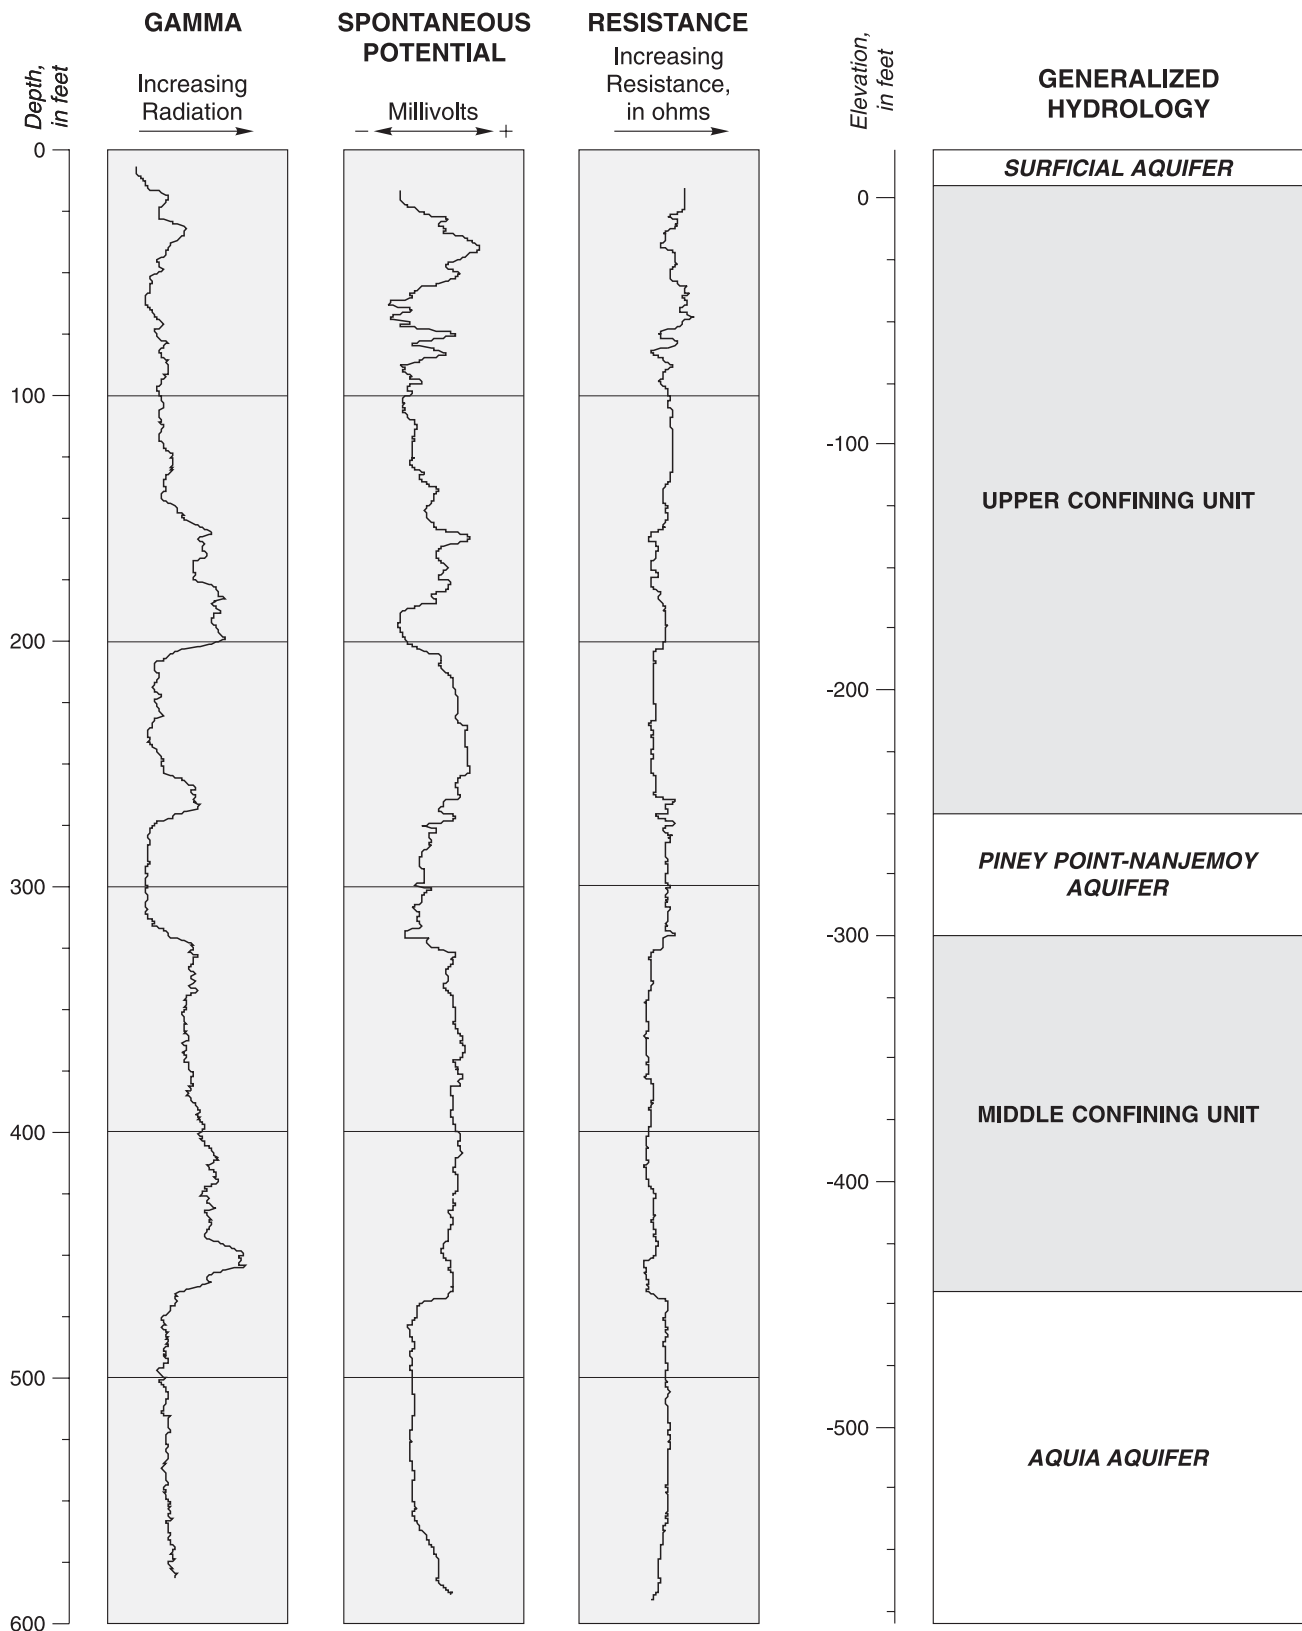 GAMMA
SPONTANEOUS
POTENTIAL
RESISTANCE
Depth,
in feet
Increasing
Radiation
Millivolts
– +
Increasing
Resistance,
in ohms
Elevation,
in feet
GENERALIZED
HYDROLOGY
0
100
200
300
400
500
600
0
-100
-200
-300
-400
-500
SURFICIAL AQUIFER
UPPER CONFINING UNIT
PINEY POINT-NANJEMOY
AQUIFER
MIDDLE CONFINING UNIT
AQUIA AQUIFER